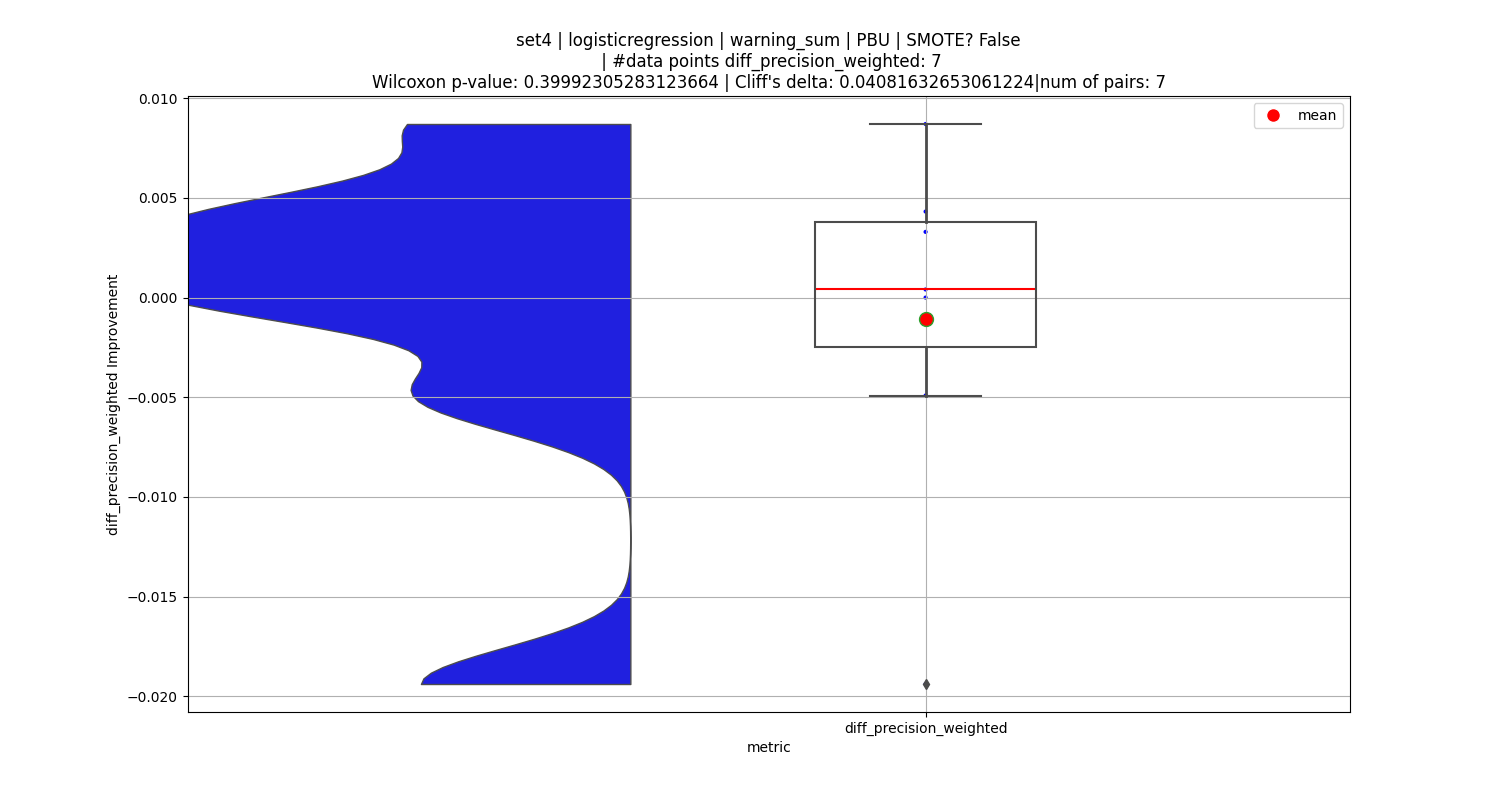 set4 | logisticregression | warning_sum | PBU | SMOTE? False
| #data points diff_precision_weighted: 7
Wilcoxon p-value: 0.39992305283123664 | Cliff's delta: 0.04081632653061224|num of pairs: 7
mean
0.010
0.005
0.000
−0.005
−0.010
−0.015
−0.020
diff_precision_weighted Improvement
diff_precision_weighted
metric